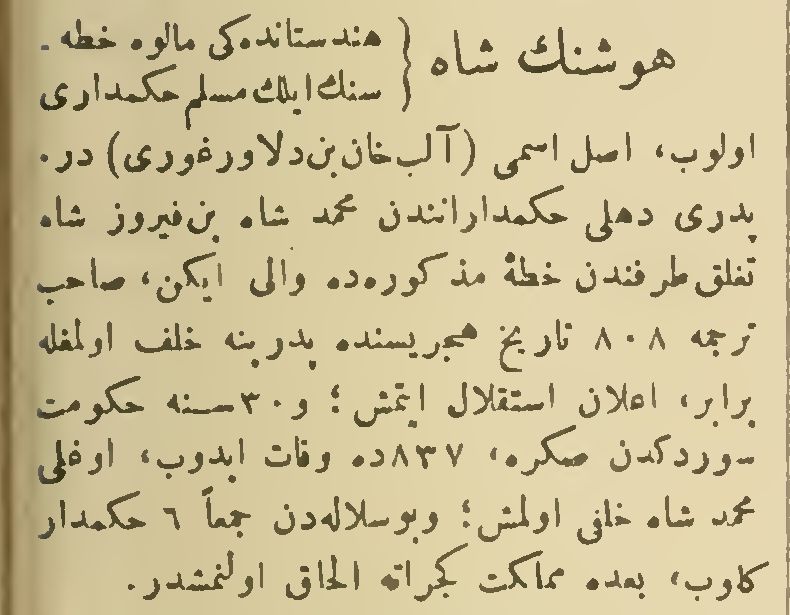 هوشنك شاه { هندستانده‌كی مالوه خطه‌-
سنك ایلك مسلم حكمداری
اولوب، اصل اسمی (آلب خان بن دلاور غوری) در.
پدری دهلی حكمدارانندن محمد شاه بن فیروز شاه
تغلق طرفندن خطهٔ مذكوره‌ده والی ایكن، صاحب
ترجمه ۸۰۸ تاریخ هجریسنده پدرینه خلف اولمغله
برابر، اعلان استقلال ایتمش؛ و ۳۰ سنه حكومت
سوردكدن صكره، ۸۳۷ ده وفات ایدوب، اوغلی
محمد شاه خلفی اولمش؛ وبو سلاله‌دن جمعاً ٦ حكمدار
كلوب، بعده مملكت كجراته الحاق اولنمشدر.